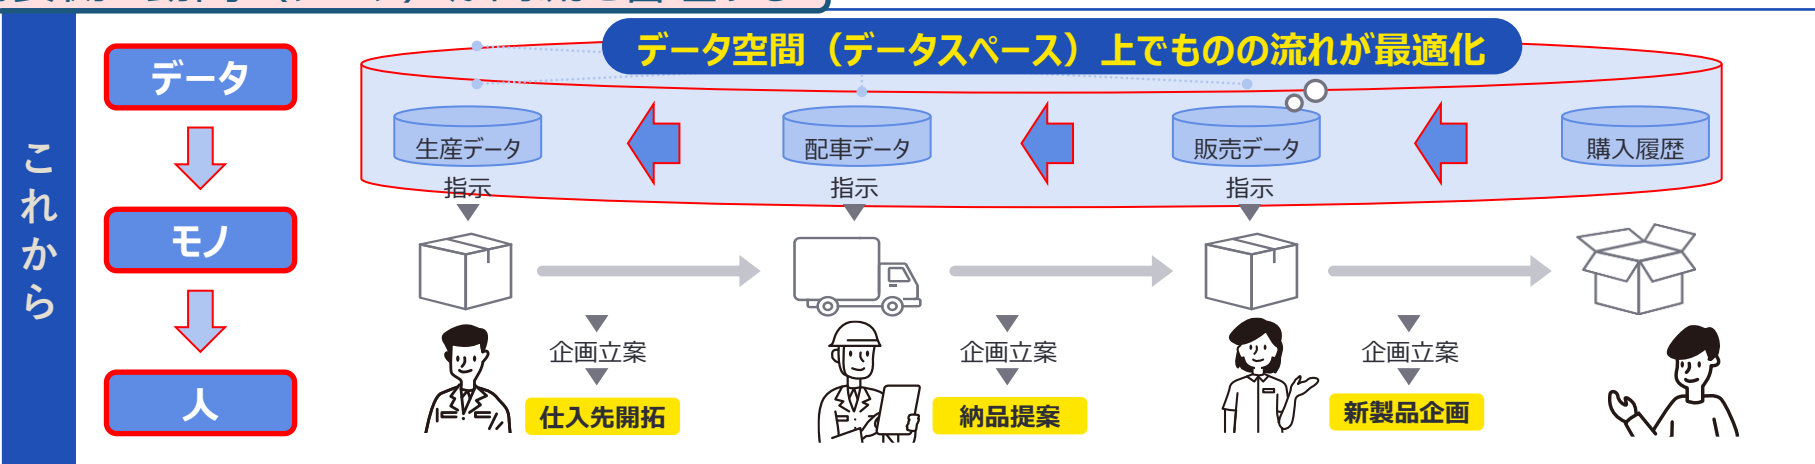 データ空間（データスペース）上でものの流れが最適化
これから
データ
モノ
人
生産データ
配車データ
販売データ
購入履歴
指示
指示
指示
企画立案
企画立案
企画立案
仕入先開拓
納品提案
新製品企画